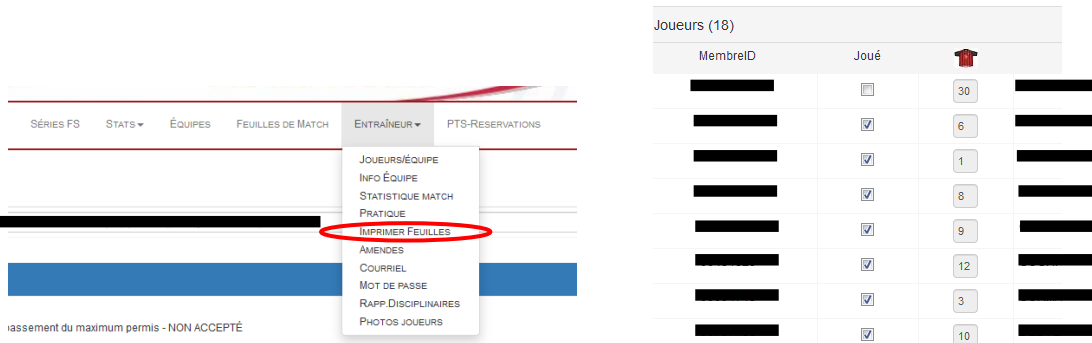 SÉRIES FS STATS ÉQUIPES FEUILLES DE MATCH ENTRAÎNEUR PTS-RESERVATIONS
JOUEURS/ÉQUIPE
INFO ÉQUIPE
STATISTIQUE MATCH
PRATIQUE
IMPRIMER FEUILLES
AMENDES
COURRIEL
MOT DE PASSE
RAPP.DISCIPLINAIRES
PHOTOS JOUEURS
passement du maximum permis - NON ACCEPTÉ
Joueurs (18)
MembreID Joué
30
6
1
8
9
12
3
10